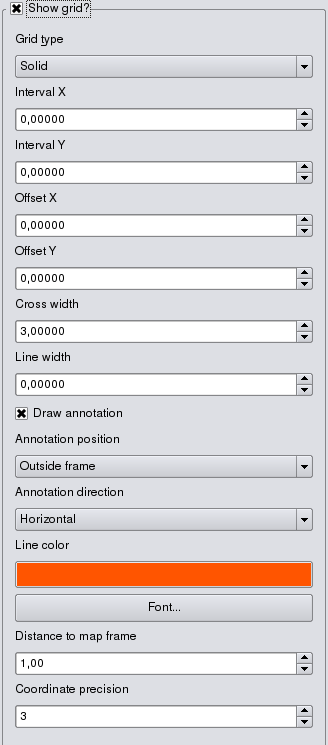 Show grid?
Grid type
Solid
Interval X
0,00000
Interval Y
0,00000
Offset X
0,00000
Offset Y
0,00000
Cross width
3,00000
Line width
0,00000
Draw annotation
Annotation position
Outside frame
Annotation direction
Horizontal
Line color
Font...
Distance to map frame
1,00
Coordinate precision
3